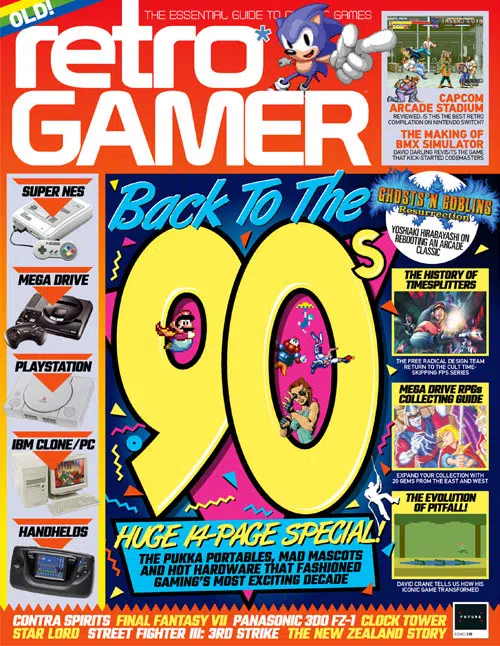 OLD!
THE ESSENTIAL GUIDE TO CLASSIC GAMES
retro
GAMER
INSERT COIN
CAPCOM
ARCADE STADIUM
REVIEWED: IS THIS THE BEST RETRO
COMPILATION ON NINTENDO SWITCH?
THE MAKING OF
BMX SIMULATOR
DAVID DARLING REVISITS THE GAME
THAT KICK-STARTED CODEMASTERS
SUPER NES
MEGA DRIVE
PLAYSTATION
IBM CLONE/PC
HANDHELDS
Back To The
90s
HUGE 14-PAGE SPECIAL!
THE PUKKA PORTABLES, MAD MASCOTS
AND HOT HARDWARE THAT FASHIONED
GAMING'S MOST EXCITING DECADE
GHOSTS'N GOBLINS
Resurrection
YOSHIAKI HIRABAYASHI ON
REBOOTING AN ARCADE
CLASSIC
THE HISTORY OF
TIMESPLITTERS
THE FREE RADICAL DESIGN TEAM
RETURN TO THE CULT TIME-
SKIPPING FPS SERIES
MEGA DRIVE RPGs
COLLECTING GUIDE
EXPAND YOUR COLLECTION WITH
20 GEMS FROM THE EAST AND WEST
THE EVOLUTION
OF PITFALL!
DAVID CRANE TELLS US HOW HIS
ICONIC GAME TRANSFORMED
CONTRA SPIRITS FINAL FANTASY VII PANASONIC 3DO FZ-1 CLOCK TOWER
STAR LORD STREET FIGHTER III: 3RD STRIKE THE NEW ZEALAND STORY
FUTURE